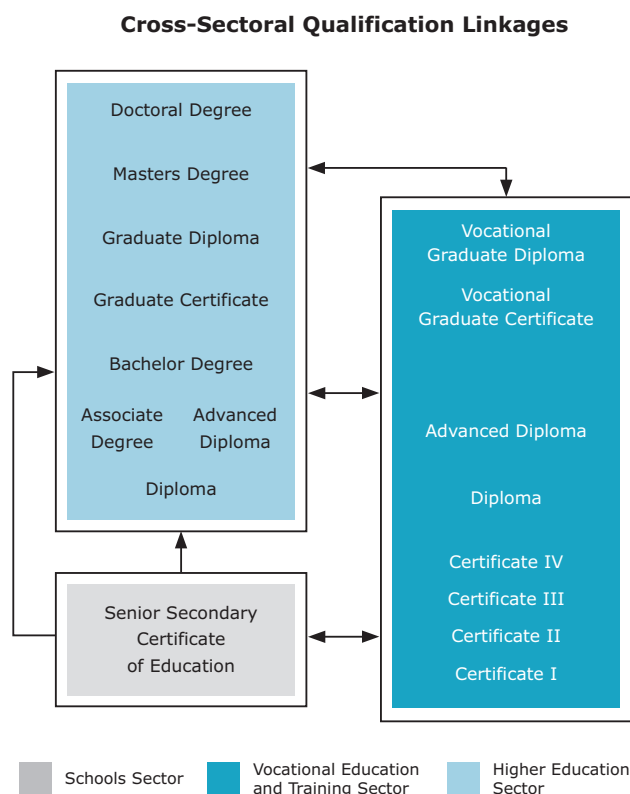 Cross-Sectoral Qualification Linkages
Doctoral Degree
Masters Degree
Graduate Diploma
Graduate Certificate
Bachelor Degree
Associate
Degree
Advanced
Diploma
Diploma
Senior Secondary
Certificate
of Education
Vocational
Graduate Diploma
Vocational
Graduate Certificate
Advanced Diploma
Diploma
Certificate IV
Certificate III
Certificate II
Certificate I
Schools Sector
Vocational Education
and Training Sector
Higher Education
Sector